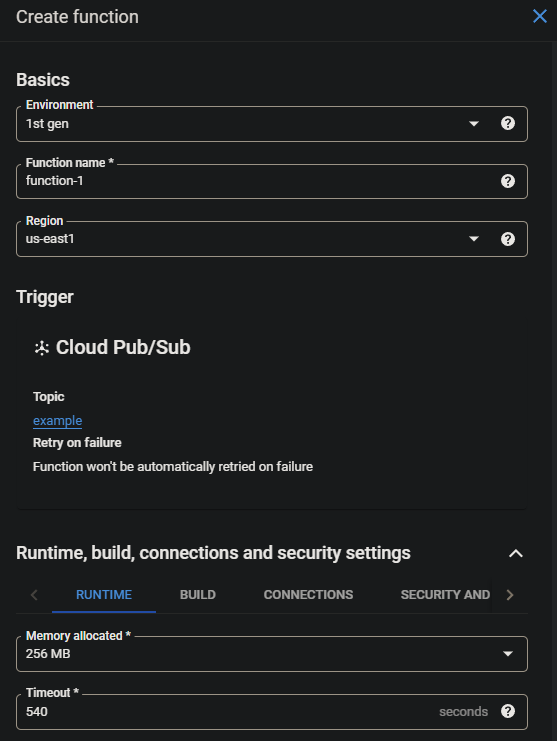 Create function
Basics
Environment
1st gen
Function name *
function-1
Region
us-east1
Trigger
Cloud Pub/Sub
Topic
example
Retry on failure
Function won't be automatically retried on failure
Runtime, build, connections and security settings
RUNTIME BUILD CONNECTIONS SECURITY AND
Memory allocated *
256 MB
Timeout *
540 seconds